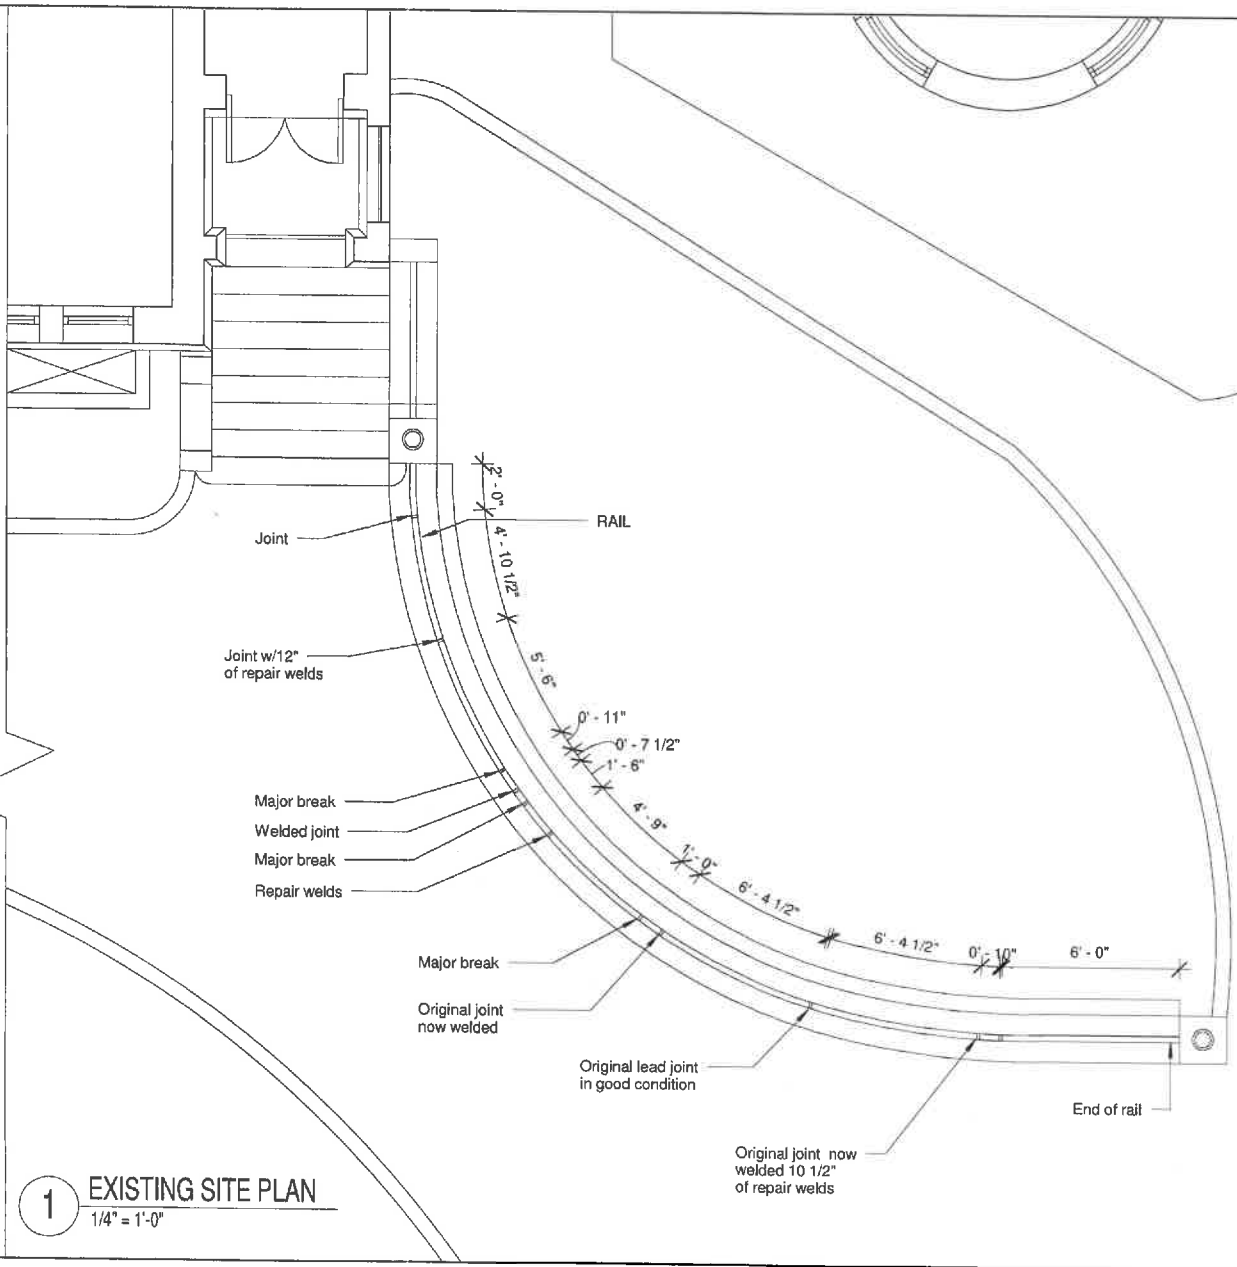 2' - 0"
RAIL
Joint
4' - 10 1/2"
Joint w/12"
of repair welds
5' - 6"
0' - 11"
0' - 7 1/2"
1' - 6"
Major break
Welded joint
Major break
Repair welds
4' - 9"
1' - 0"
6' - 4 1/2"
6' - 4 1/2"
0' - 10"
6' - 0"
Major break
Original joint
now welded
Original lead joint
in good condition
End of rail
Original joint now
welded 10 1/2"
of repair welds
1
EXISTING SITE PLAN
1/4" = 1'-0"